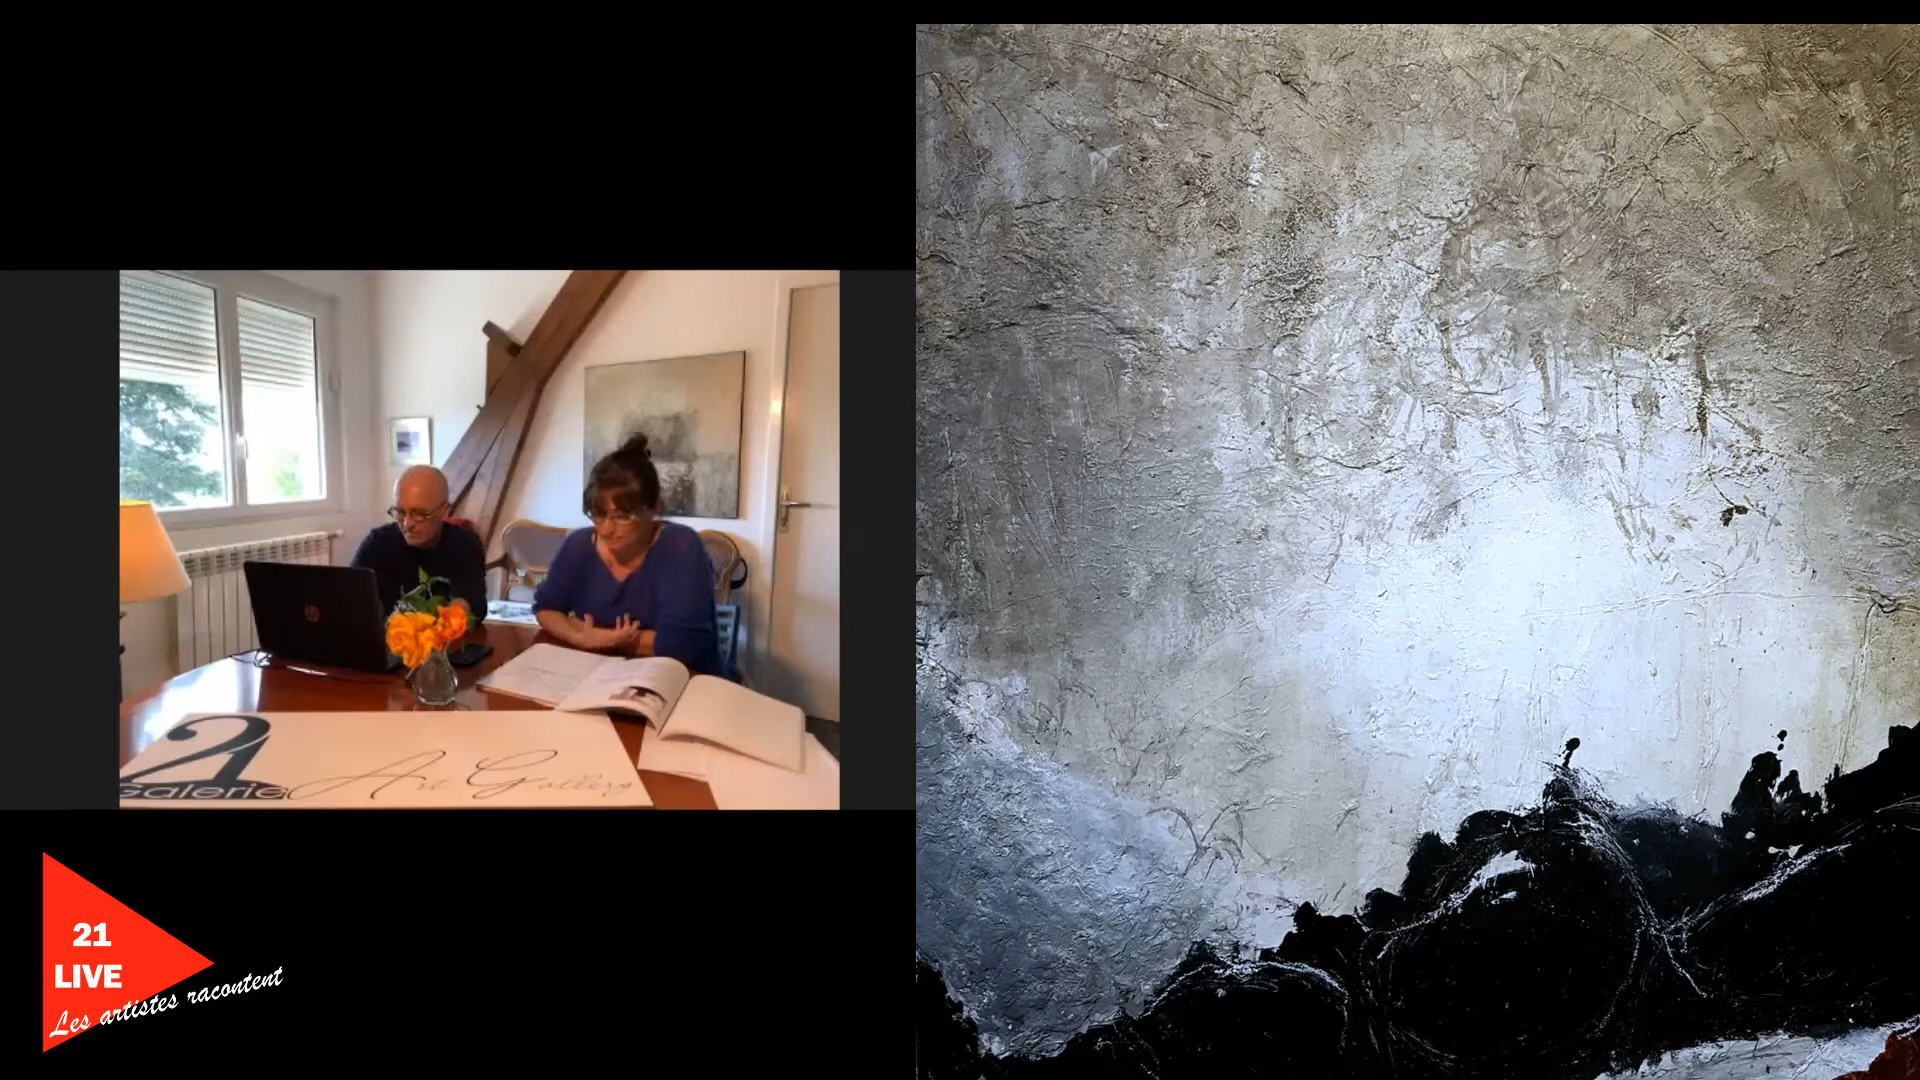 21
Galerie
Art Gallery
21
LIVE
Les artistes racontent